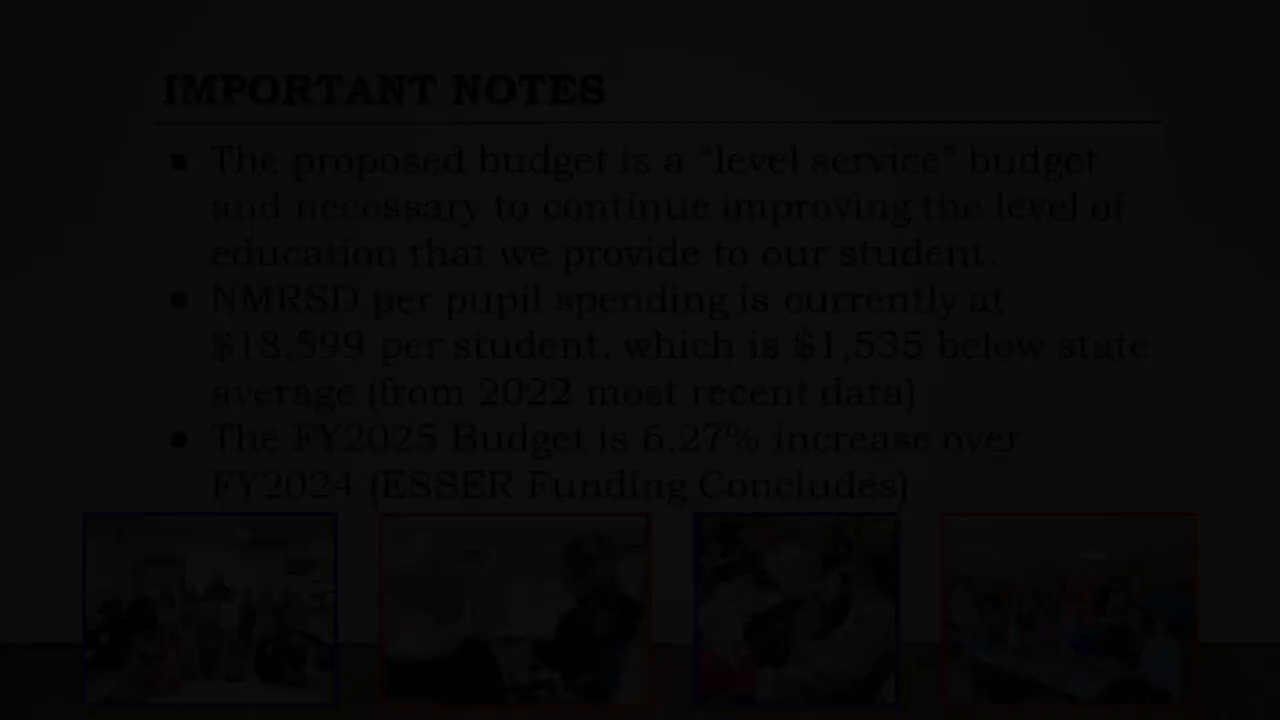 IMPORTANT NOTES
▪ The proposed budget is a “level service” budget
and necessary to continue improving the level of
education that we provide to our student.
▪ NMRSD per pupil spending is currently at
$18,599 per student, which is $1,535 below state
average (from 2022 most recent data)
● The FY2025 Budget is 6.27% increase over
FY2024 (ESSER Funding Concludes)